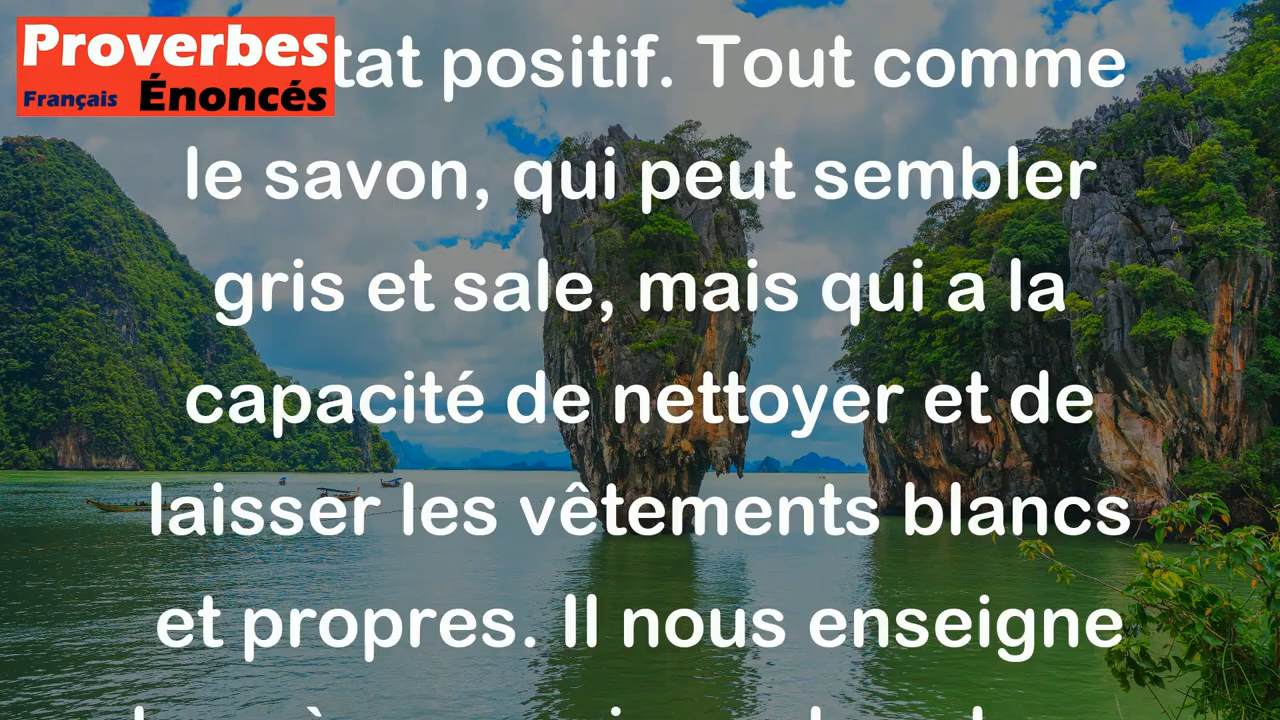 Proverbes
Français Énoncés
tat positif. Tout comme
le savon, qui peut sembler
gris et sale, mais qui a la
capacité de nettoyer et de
laisser les vêtements blancs
et propres. Il nous enseigne